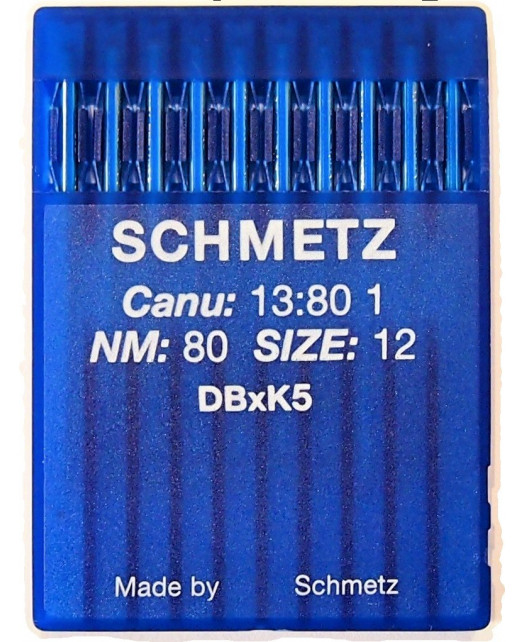 SCHMETZ
Canu: 13:80 1
NM: 80 SIZE: 12
DBxK5
Made by Schmetz